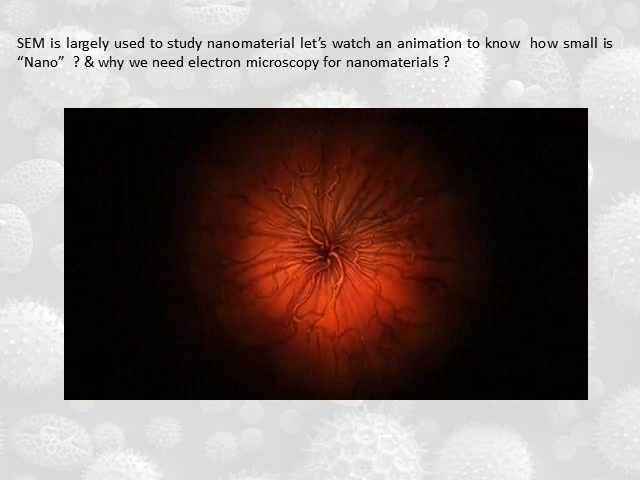 SEM is largely used to study nanomaterial let’s watch an animation to know how small is
“Nano” ? & why we need electron microscopy for nanomaterials ?